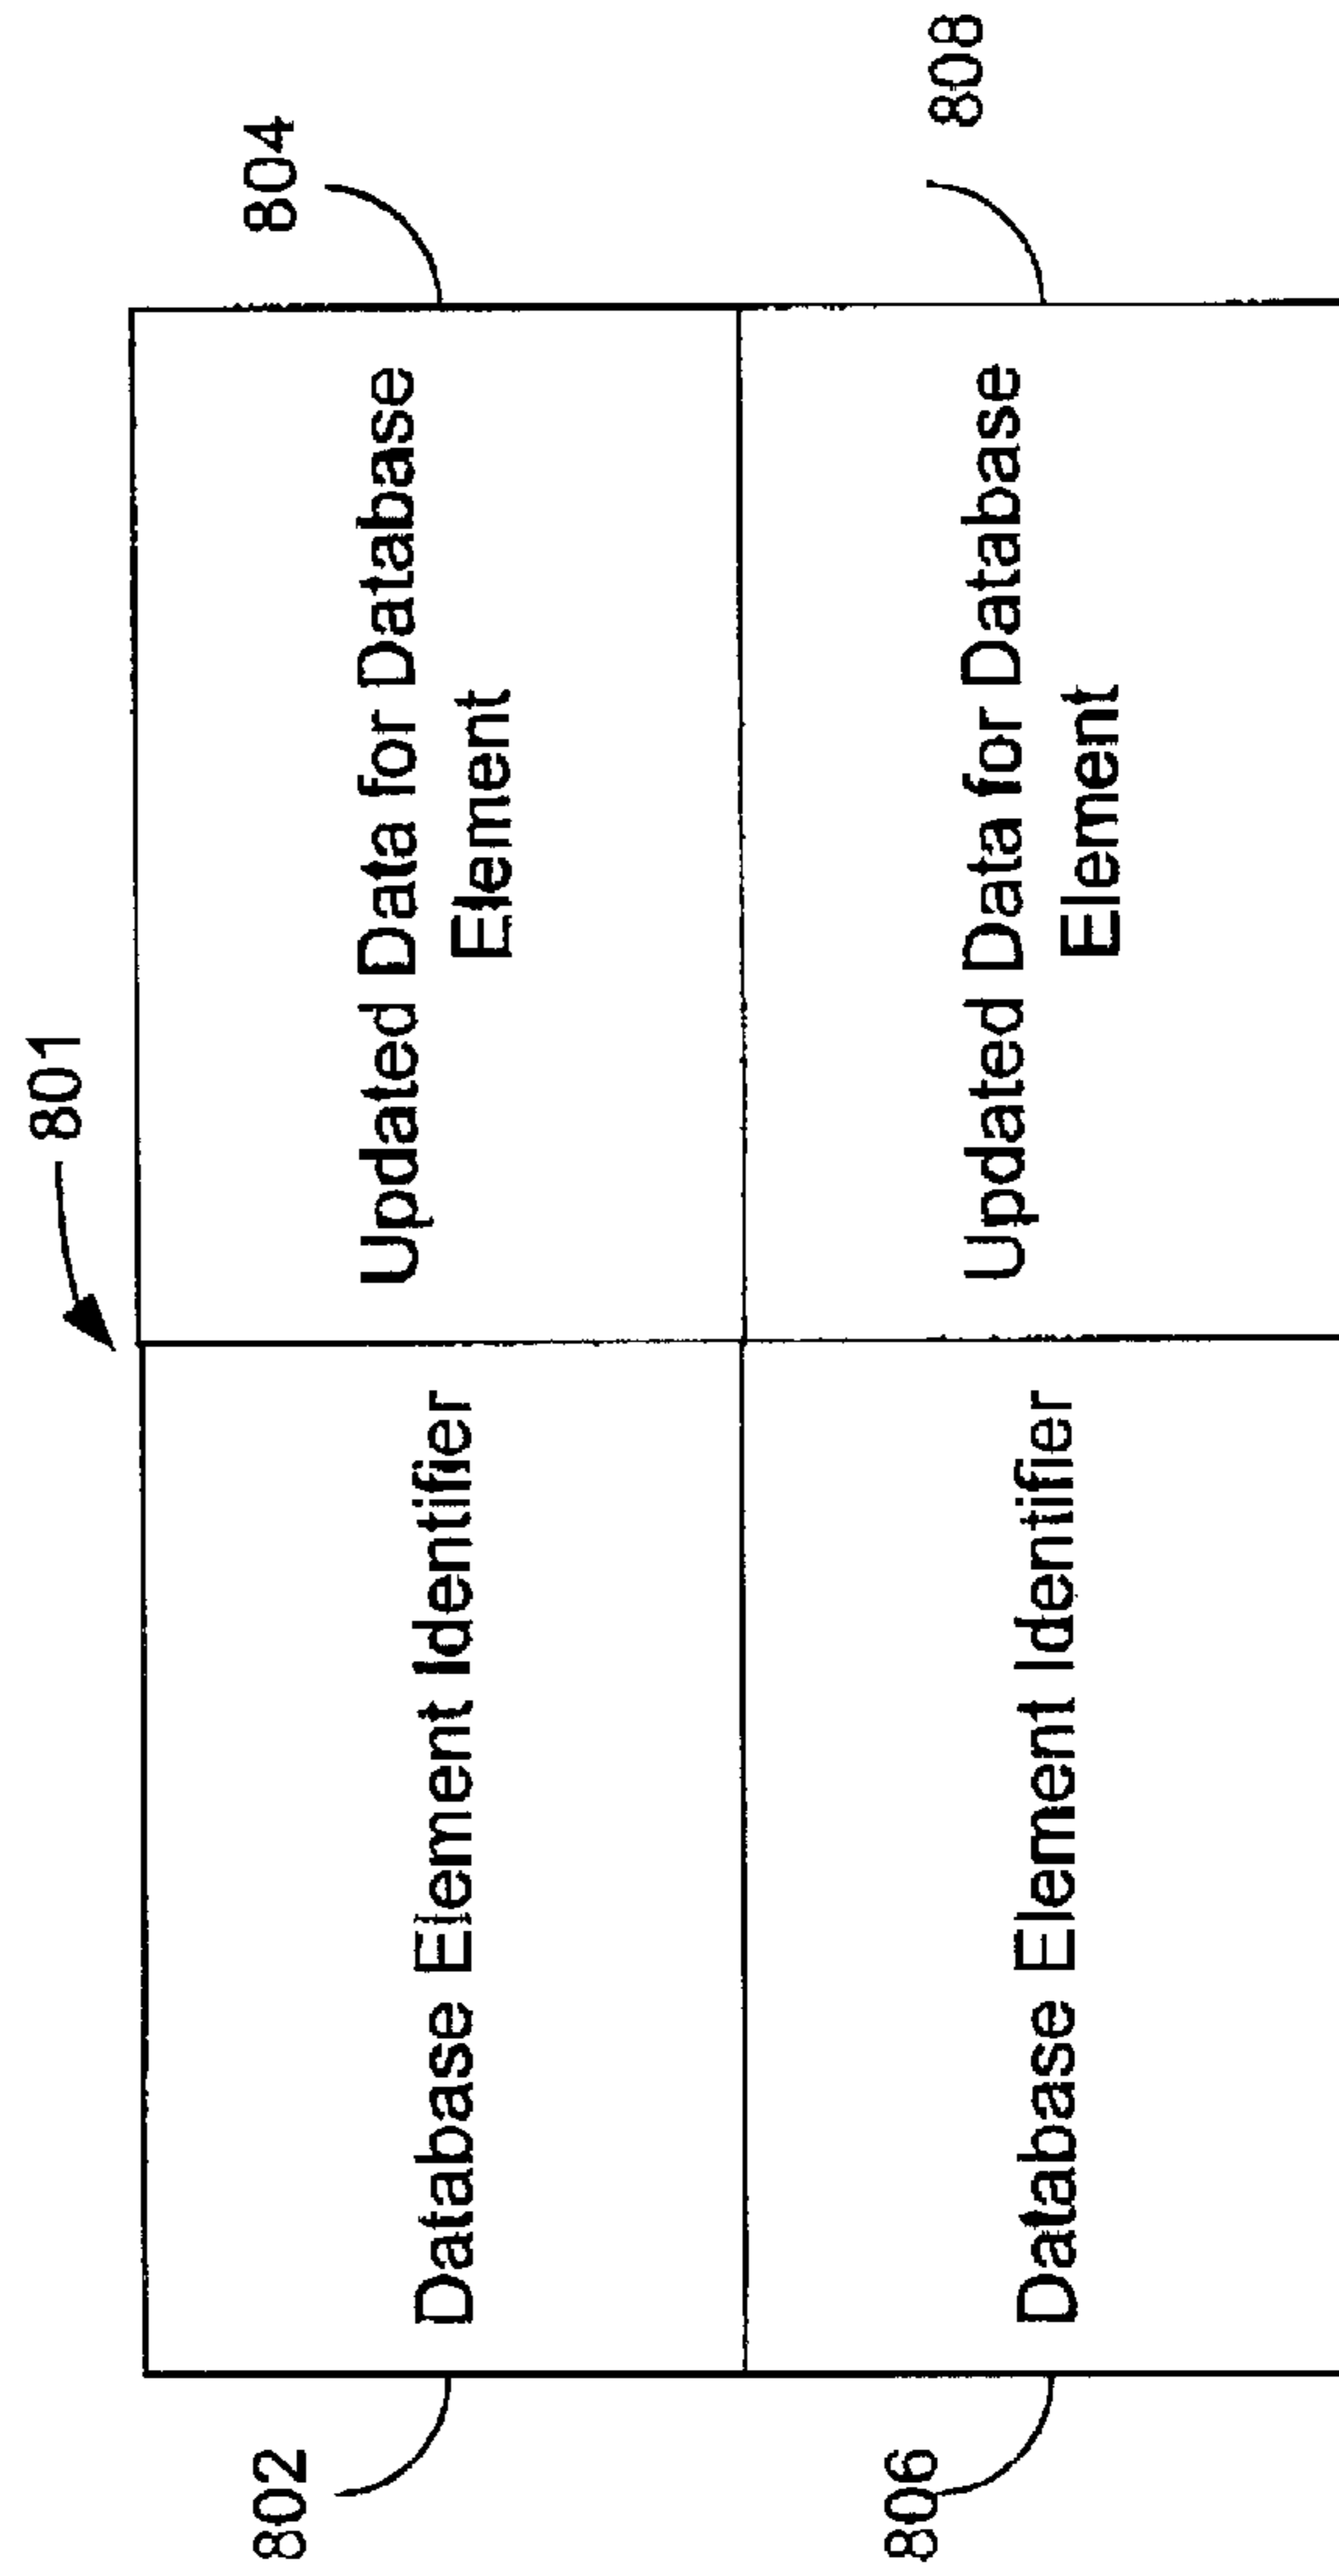 801
802
Database Element Identifier
Updated Data for Database
Element
804
806
Database Element Identifier
Updated Data for Database
Element
808